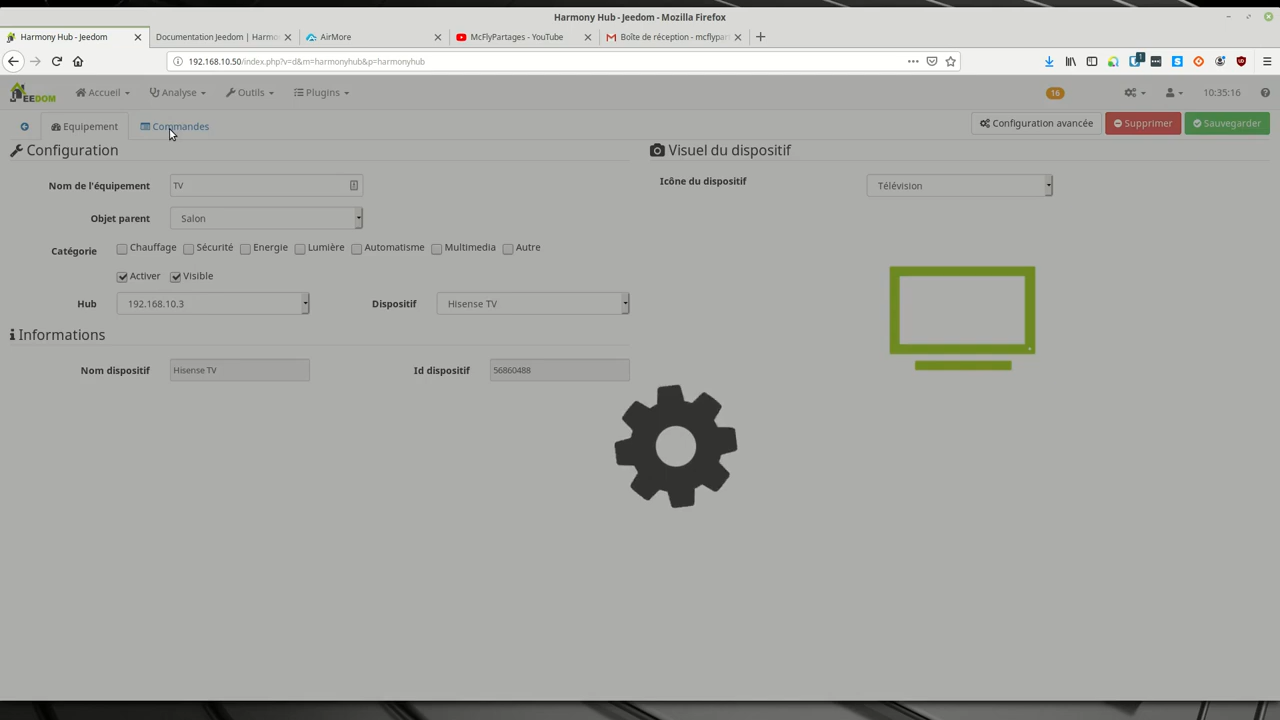 Harmony Hub - Jeedom - Mozilla Firefox
Harmony Hub - Jeedom
Documentation Jeedom | Harmo
AirMore
McFlyPartages - YouTube
Boîte de réception - mcflypar
192.168.10.50/index.php?v=d&m=harmonyhub&p=harmonyhub
1
EEDOM
Accueil
Analyse
Outils
Plugins
16
10:35:16
Equipement
Commandes
Configuration avancée
Supprimer
Sauvegarder
Configuration
Nom de l'équipement
TV
Objet parent
Salon
Catégorie
Chauffage
Sécurité
Energie
Lumière
Automatisme
Multimedia
Autre
Activer
Visible
Hub
192.168.10.3
Dispositif
Hisense TV
Informations
Nom dispositif
Hisense TV
Id dispositif
56860488
Visuel du dispositif
Icône du dispositif
Télévision